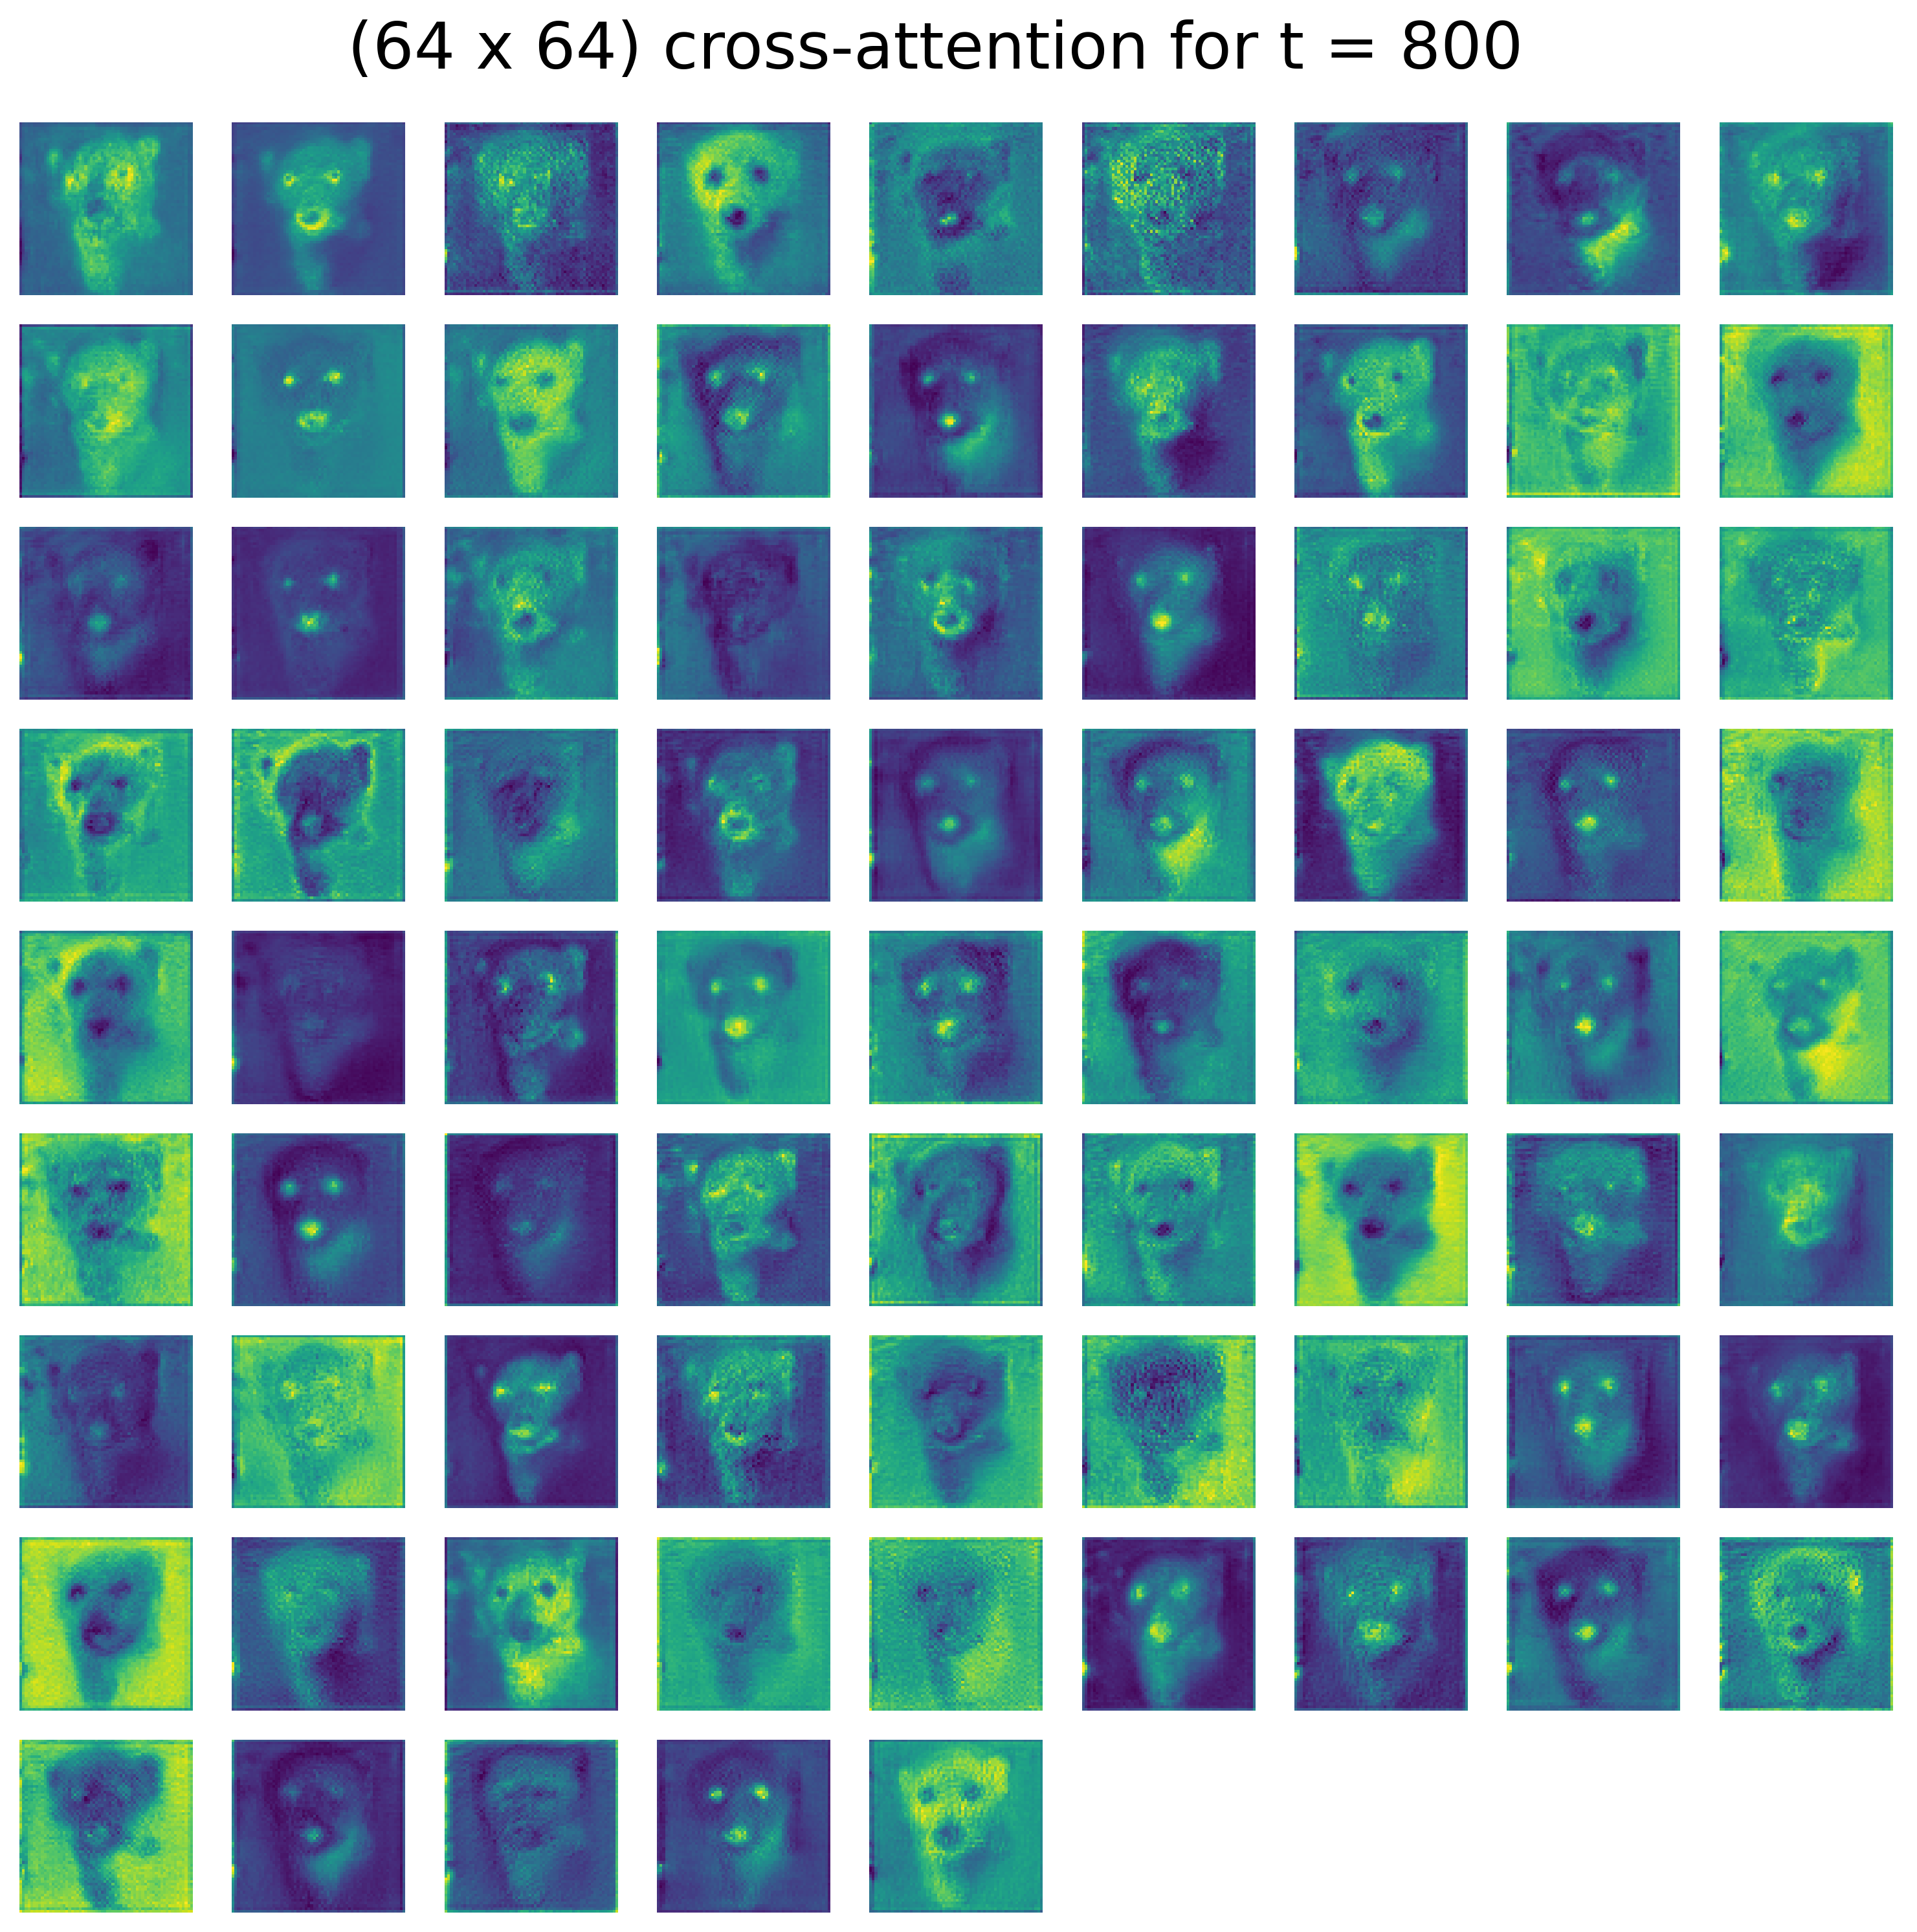 (64 x 64) cross-attention for t = 800